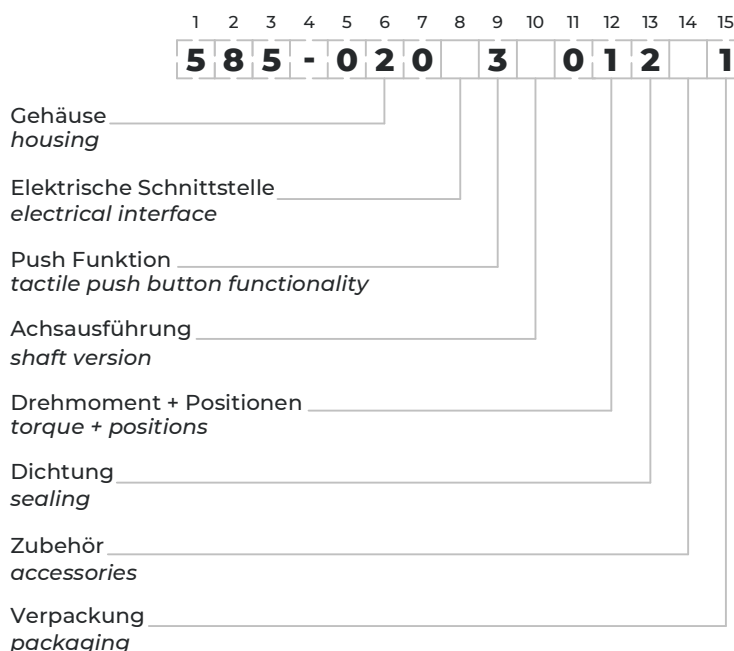 1 2 3 4 5 6 7 8 9 10 11 12 13 14 15
5 8 5 - 0 2 0 3 0 1 2 1
Gehäuse
housing
Elektrische Schnittstelle
electrical interface
Push Funktion
tactile push button functionality
Achsausführung
shaft version
Drehmoment + Positionen
torque + positions
Dichtung
sealing
Zubehör
accessories
Verpackung
packaging